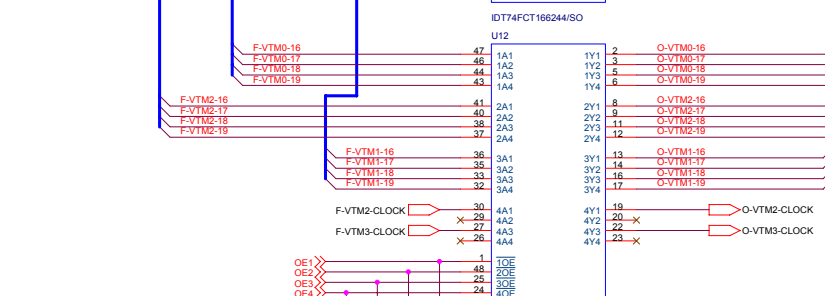 IDT74FCT166244/SO
U12
F-VTM0-16 47 1A1 1Y1 2 O-VTM0-16
F-VTM0-17 46 1A2 1Y2 3 O-VTM0-17
F-VTM0-18 44 1A3 1Y3 5 O-VTM0-18
F-VTM0-19 43 1A4 1Y4 6 O-VTM0-19
F-VTM2-16 41 2A1 2Y1 8 O-VTM2-16
F-VTM2-17 40 2A2 2Y2 9 O-VTM2-17
F-VTM2-18 38 2A3 2Y3 11 O-VTM2-18
F-VTM2-19 37 2A4 2Y4 12 O-VTM2-19
F-VTM1-16 36 3A1 3Y1 13 O-VTM1-16
F-VTM1-17 35 3A2 3Y2 14 O-VTM1-17
F-VTM1-18 33 3A3 3Y3 16 O-VTM1-18
F-VTM1-19 32 3A4 3Y4 17 O-VTM1-19
F-VTM2-CLOCK 30 4A1 4Y1 19 O-VTM2-CLOCK
29 4A2 4Y2 20
F-VTM3-CLOCK 27 4A3 4Y3 22 O-VTM3-CLOCK
26 4A4 4Y4 23
OE1 1 1OE
OE2 48 2OE
OE3 25 3OE
OE4 24 4OE